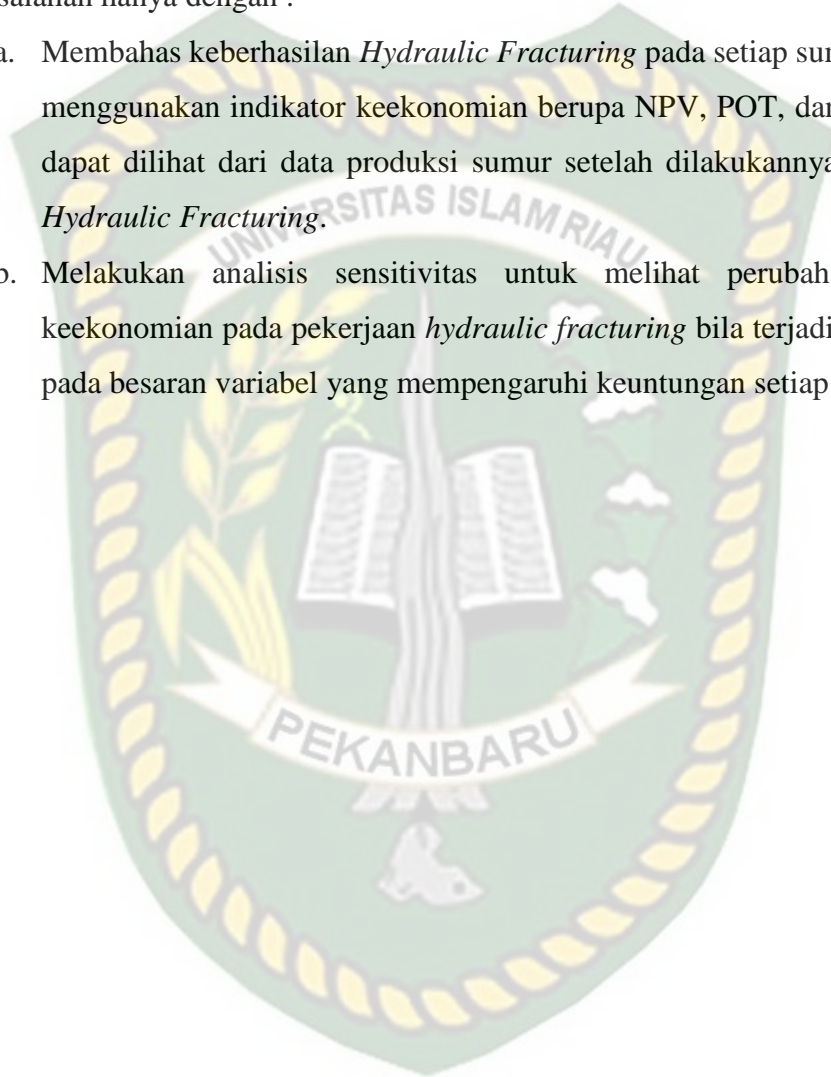 salahan hanya dengan :
a. Membahas keberhasilan Hydraulic Fracturing pada setiap sur
menggunakan indikator keekonomian berupa NPV, POT, dan
dapat dilihat dari data produksi sumur setelah dilakukannya
Hydraulic Fracturing.
b. Melakukan analisis sensitivitas untuk melihat perubah
keekonomian pada pekerjaan hydraulic fracturing bila terjadi
pada besaran variabel yang mempengaruhi keuntungan setiap
UNIVERSITAS ISLAM RIAU
PEKANBARU